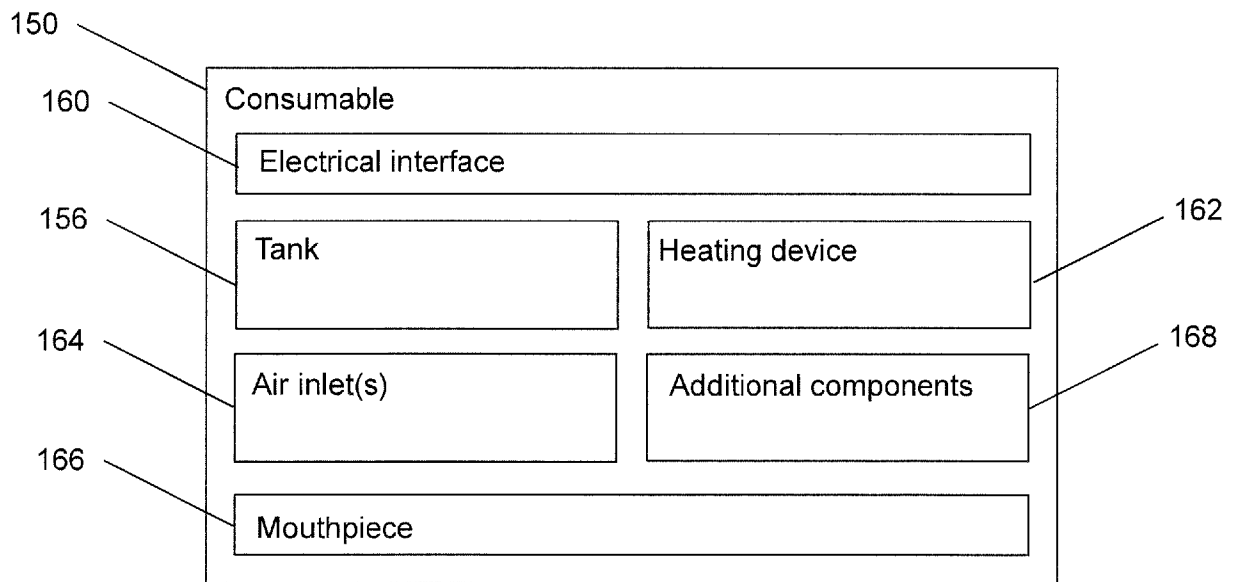 150
Consumable
160
Electrical interface
156
162
Tank
Heating device
164
168
Air inlet(s)
Additional components
166
Mouthpiece